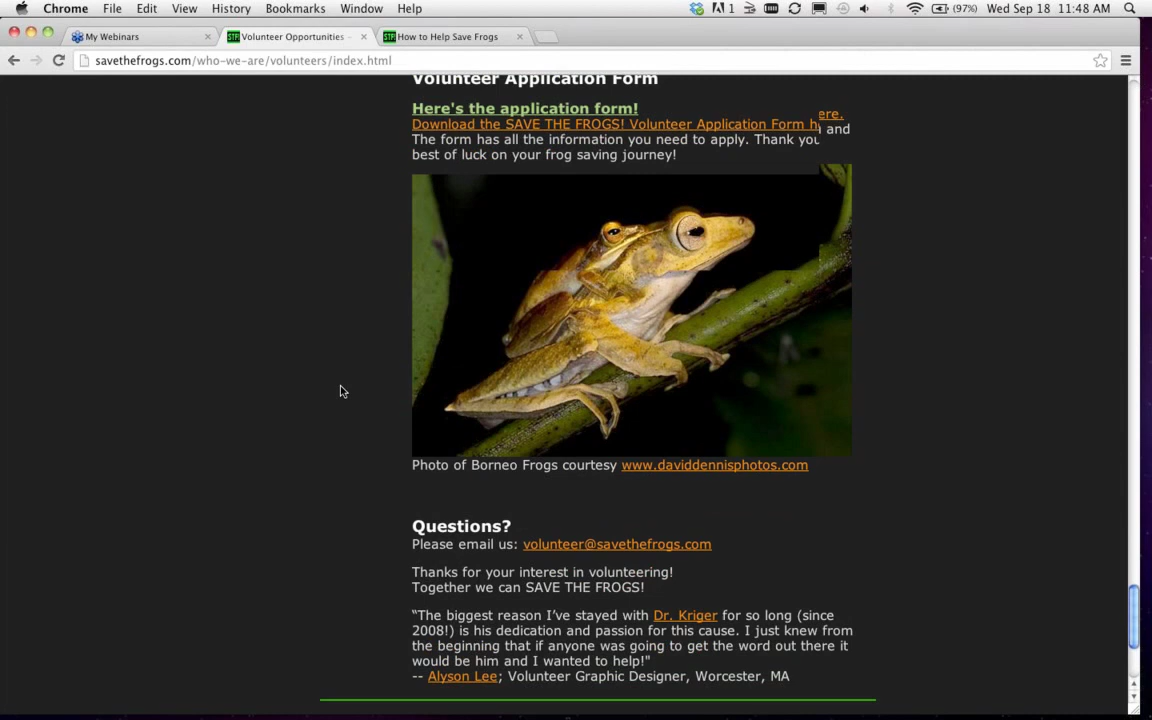 Chrome File Edit View History Bookmarks Window Help 1 (97%) Wed Sep 18 11:48 AM
My Webinars × STF! Volunteer Opportunities - × STF! How to Help Save Frogs ×
savethefrogs.com/who-we-are/volunteers/index.html
Volunteer Application Form
Here's the application form!
Download the SAVE THE FROGS! Volunteer Application Form h ere.
The form has all the information you need to apply. Thank you and
best of luck on your frog saving journey!
Photo of Borneo Frogs courtesy www.daviddennisphotos.com
Questions?
Please email us: volunteer@savethefrogs.com
Thanks for your interest in volunteering!
Together we can SAVE THE FROGS!
“The biggest reason I’ve stayed with Dr. Kriger for so long (since
2008!) is his dedication and passion for this cause. I just knew from
the beginning that if anyone was going to get the word out there it
would be him and I wanted to help!"
-- Alyson Lee; Volunteer Graphic Designer, Worcester, MA